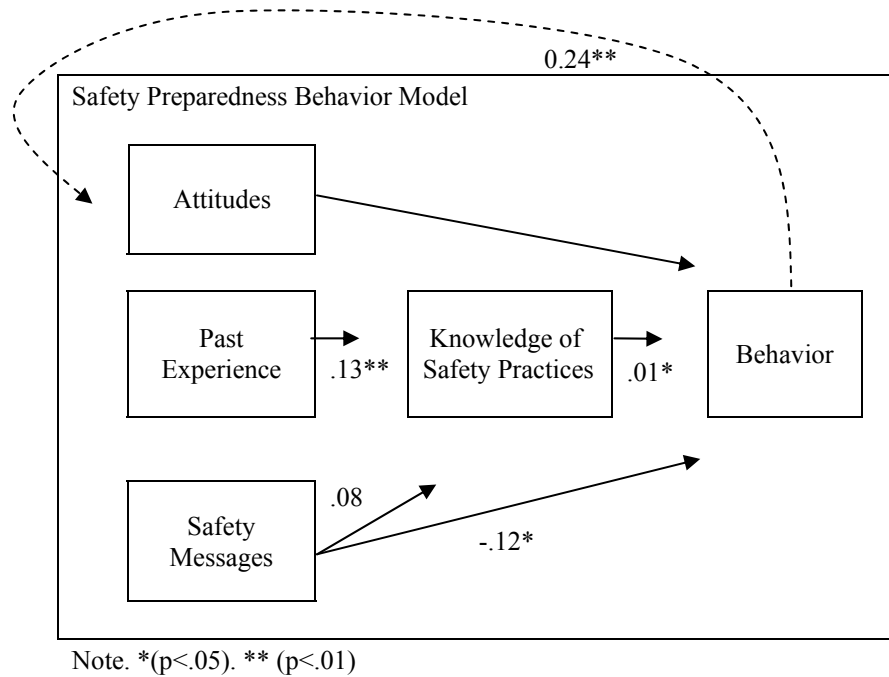 0.24**
Safety Preparedness Behavior Model
Attitudes
Past
Experience
.13**
Knowledge of
Safety Practices
.01*
Behavior
Safety
Messages
.08
-.12*
Note. *(p<.05). ** (p<.01)